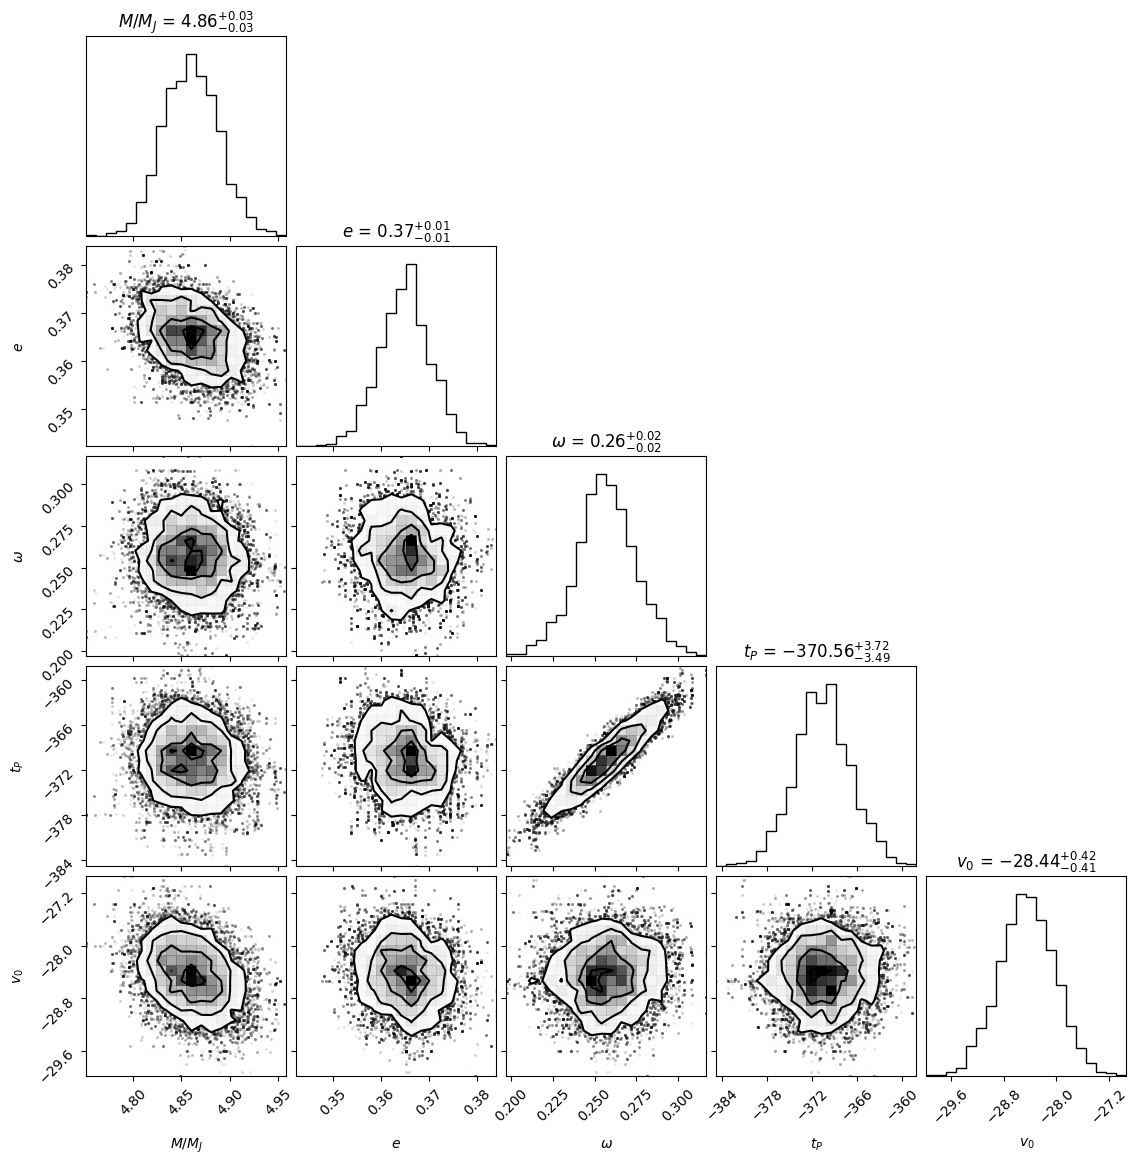 M/M_J = 4.86^{+0.03}_{-0.03}
e = 0.37^{+0.01}_{-0.01}
0.38
0.37
0.36
0.35
e
ω = 0.26^{+0.02}_{-0.02}
0.300
0.275
0.250
0.225
0.200
ω
t_P = −370.56^{+3.72}_{-3.49}
−360
−366
−372
−378
−384
t_P
v_0 = −28.44^{+0.42}_{-0.41}
−27.2
−28.0
−28.8
−29.6
v_0
4.80 4.85 4.90 4.95 0.35 0.36 0.37 0.38 0.200 0.225 0.250 0.275 0.300 −384 −378 −372 −366 −360 −29.6 −28.8 −28.0 −27.2
M/M_J e ω t_P v_0